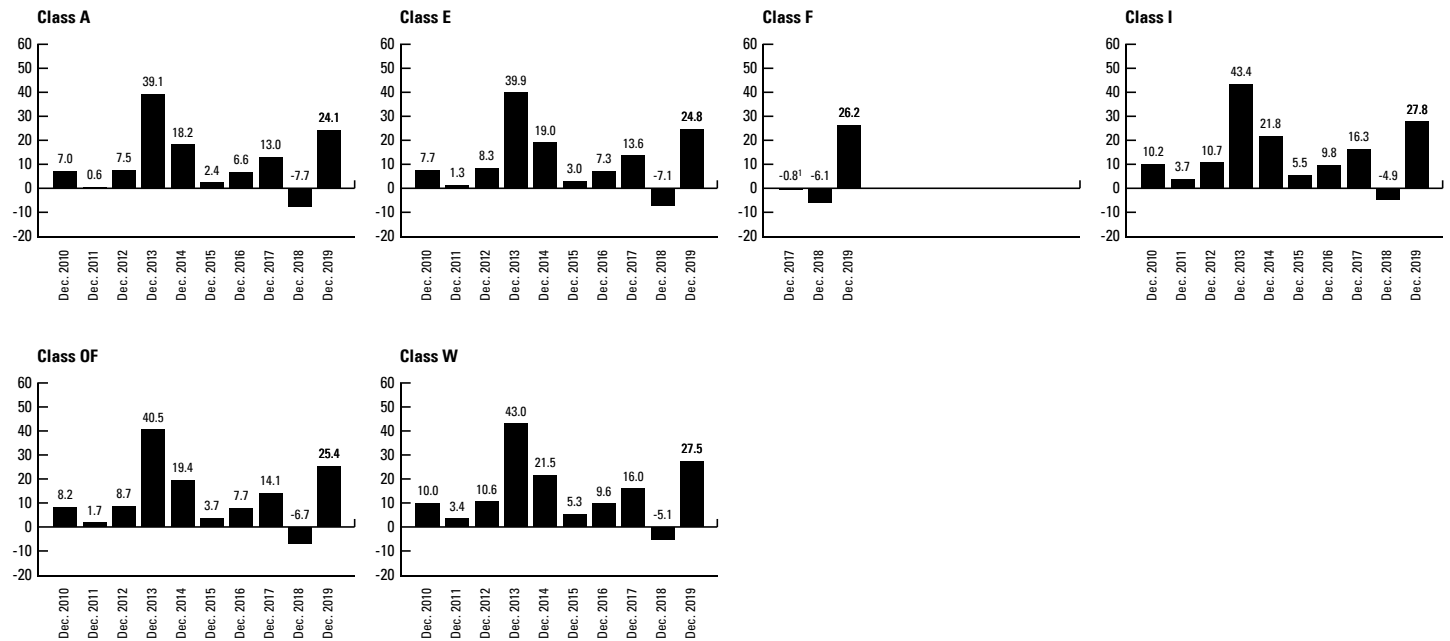 Class A
60
50
40
30
20
10
0
-10
-20
7.0
0.6
7.5
39.1
18.2
2.4
6.6
13.0
-7.7
24.1
Dec. 2010
Dec. 2011
Dec. 2012
Dec. 2013
Dec. 2014
Dec. 2015
Dec. 2016
Dec. 2017
Dec. 2018
Dec. 2019
Class E
60
50
40
30
20
10
0
-10
-20
7.7
1.3
8.3
39.9
19.0
3.0
7.3
13.6
-7.1
24.8
Dec. 2010
Dec. 2011
Dec. 2012
Dec. 2013
Dec. 2014
Dec. 2015
Dec. 2016
Dec. 2017
Dec. 2018
Dec. 2019
Class F
60
50
40
30
20
10
0
-10
-20
-0.8¹
-6.1
26.2
Dec. 2017
Dec. 2018
Dec. 2019
Class I
60
50
40
30
20
10
0
-10
-20
10.2
3.7
10.7
43.4
21.8
5.5
9.8
16.3
-4.9
27.8
Dec. 2010
Dec. 2011
Dec. 2012
Dec. 2013
Dec. 2014
Dec. 2015
Dec. 2016
Dec. 2017
Dec. 2018
Dec. 2019
Class OF
60
50
40
30
20
10
0
-10
-20
8.2
1.7
8.7
40.5
19.4
3.7
7.7
14.1
-6.7
25.4
Dec. 2010
Dec. 2011
Dec. 2012
Dec. 2013
Dec. 2014
Dec. 2015
Dec. 2016
Dec. 2017
Dec. 2018
Dec. 2019
Class W
60
50
40
30
20
10
0
-10
-20
10.0
3.4
10.6
43.0
21.5
5.3
9.6
16.0
-5.1
27.5
Dec. 2010
Dec. 2011
Dec. 2012
Dec. 2013
Dec. 2014
Dec. 2015
Dec. 2016
Dec. 2017
Dec. 2018
Dec. 2019